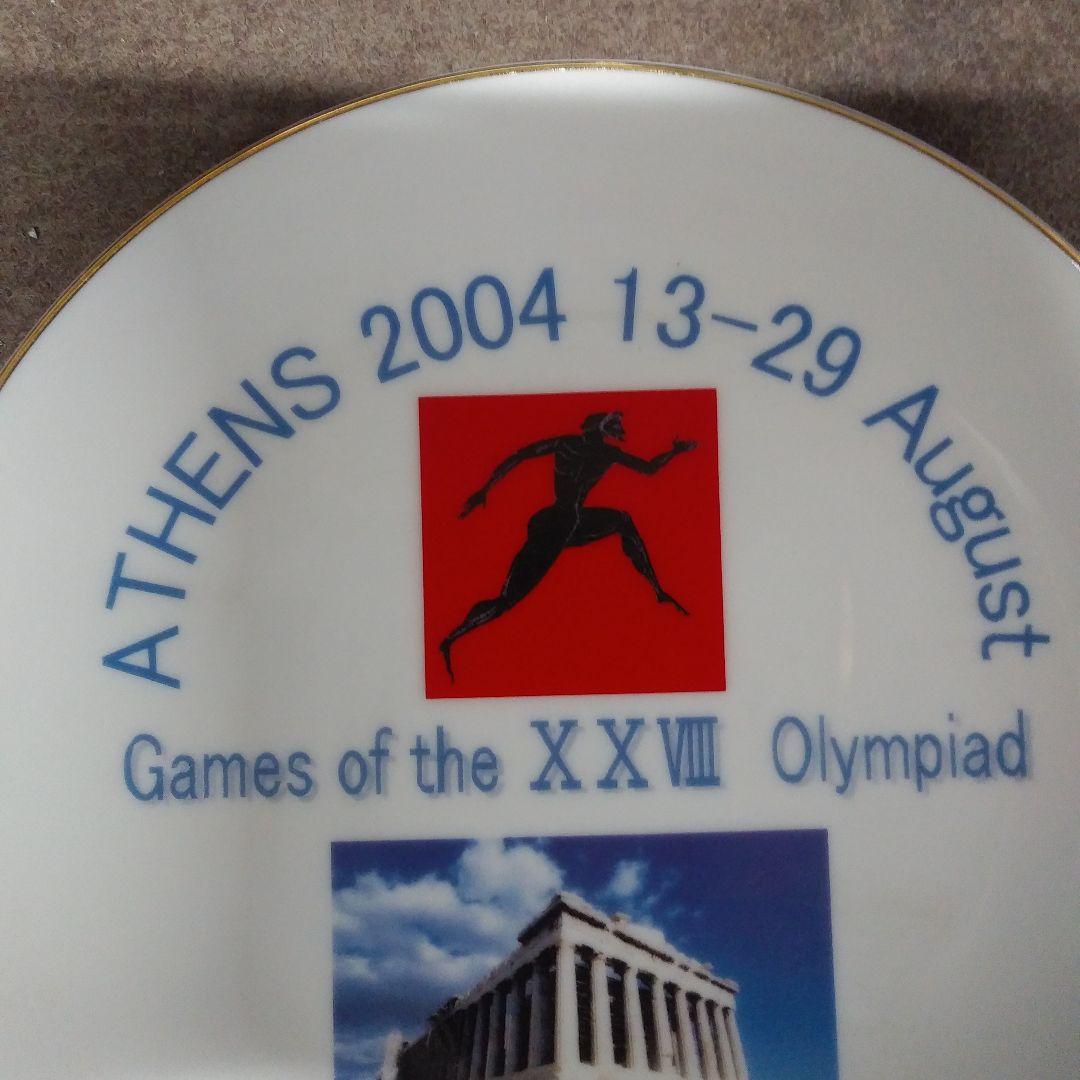 ATHENS 2004 13-29 August
Games of the XXVIII Olympiad